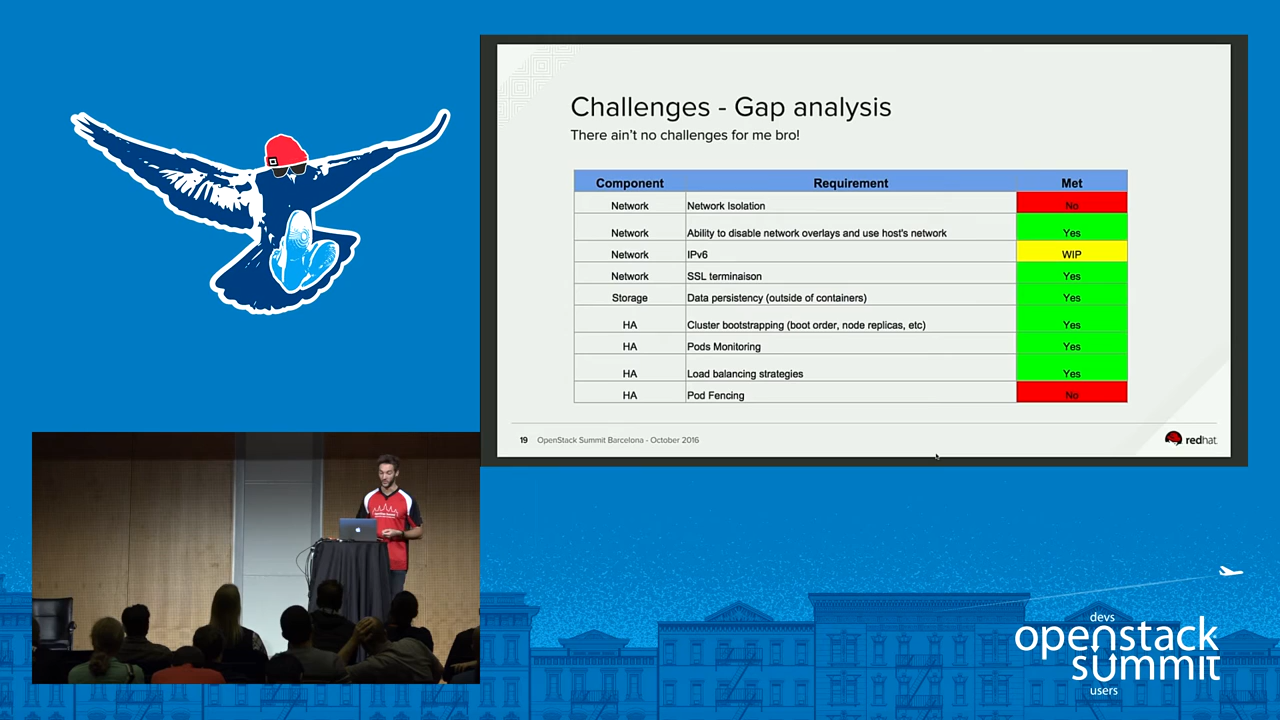 Challenges - Gap analysis
There ain't no challenges for me bro!
Component Requirement Met
Network Network Isolation No
Network Ability to disable network overlays and use host's network Yes
Network IPv6 WIP
Network SSL terminaison Yes
Storage Data persistency (outside of containers) Yes
HA Cluster bootstrapping (boot order, node replicas, etc) Yes
HA Pods Monitoring Yes
HA Load balancing strategies Yes
HA Pod Fencing No
19 OpenStack Summit Barcelona - October 2016
redhat
devs
openstack
summit
users